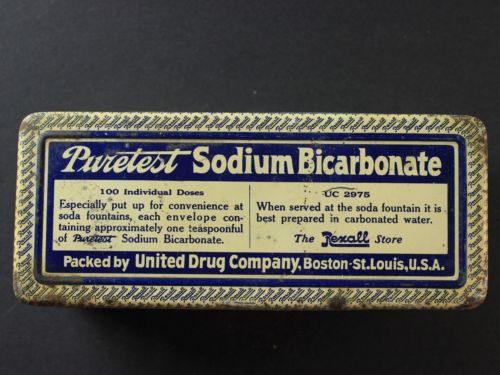 Puretest Sodium Bicarbonate
100 Individual Doses
Especially put up for convenience at
soda fountains, each envelope con-
taining approximately one teaspoonful
of Puretest Sodium Bicarbonate.
UC 2975
When served at the soda fountain it is
best prepared in carbonated water.
The Rexall Store
Packed by United Drug Company, Boston-St. Louis, U.S.A.